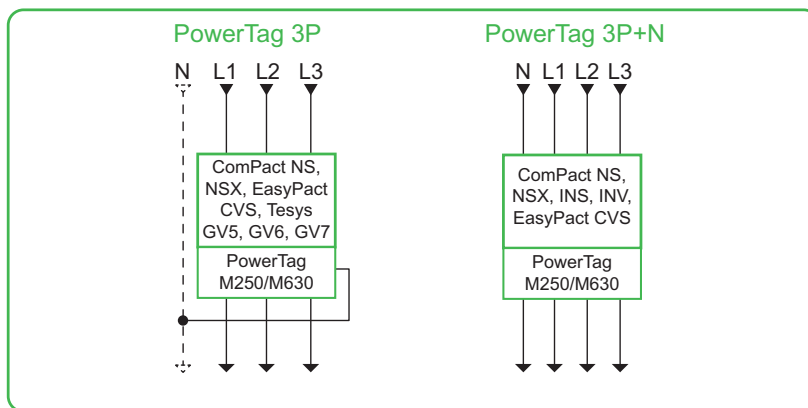 PowerTag 3P
N L1 L2 L3
ComPact NS,
NSX, EasyPact
CVS, Tesys
GV5, GV6, GV7
PowerTag
M250/M630
PowerTag 3P+N
N L1 L2 L3
ComPact NS,
NSX, INS, INV,
EasyPact CVS
PowerTag
M250/M630